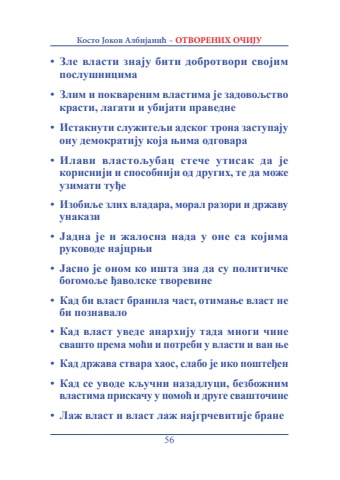 Косто Јоков Албијанић – ОТВОРЕНИХ ОЧИЈУ
• Зле власти знају бити добротвори својим
послушницима
• Злим и поквареним властима је задовољство
красти, лагати и убијати праведне
• Истакнути служитељи адског трона заступају
ону демократију која њима одговара
• Илави властољубац стече утисак да је
кориснији и способнији од других, те да може
узимати туђе
• Изобиље злих владара, морал разори и државу
унакази
• Јадна је и жалосна нада у оне са којима
руководе најцрњи
• Јасно је оном ко ишта зна да су политичке
богомоље ђаволске творевине
• Кад би власт бранила част, отимање власт не
би познавало
• Кад власт уведе анархију тада многи чине
свашто према моћи и потреби у власти и ван ње
• Кад држава ствара хаос, слабо је ико поштеђен
• Кад се уводе кључни назадлуци, безбожним
властима прискачу у помоћ и друге свашточине
• Лаж власт и власт лаж најгрчевитије бране
56